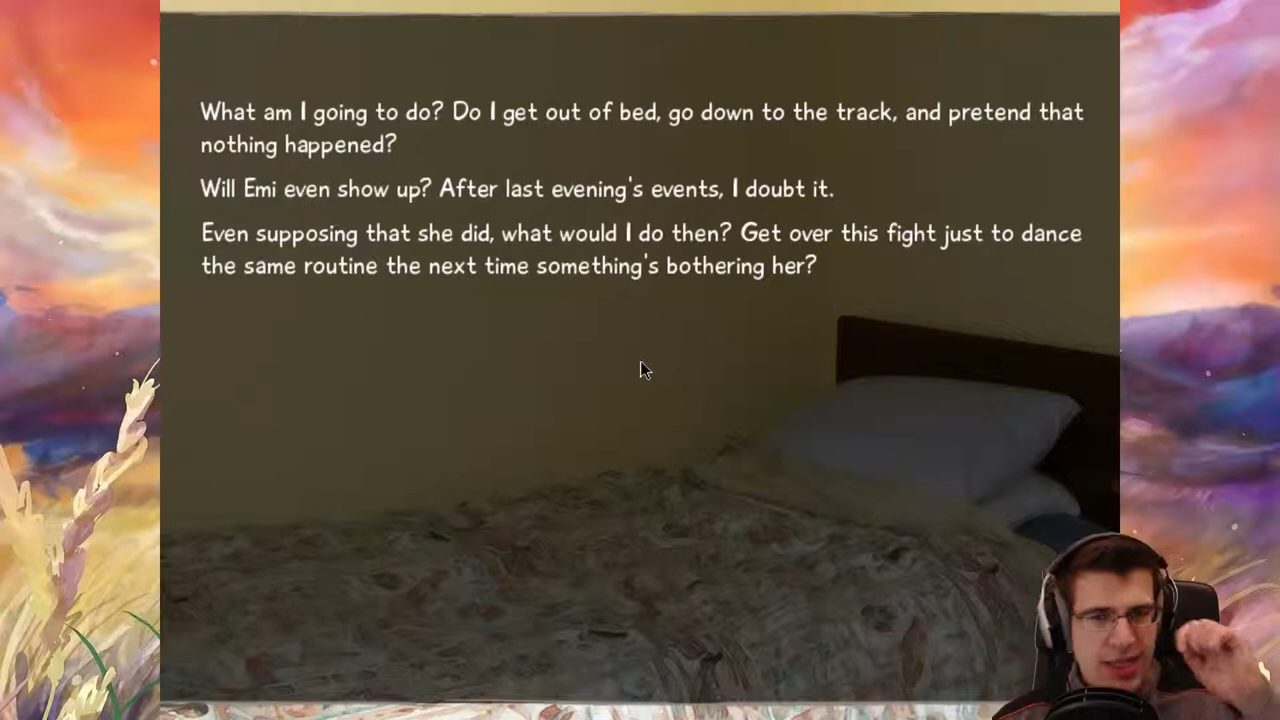 What am I going to do? Do I get out of bed, go down to the track, and pretend that
nothing happened?
Will Emi even show up? After last evening's events, I doubt it.
Even supposing that she did, what would I do then? Get over this fight just to dance
the same routine the next time something's bothering her?